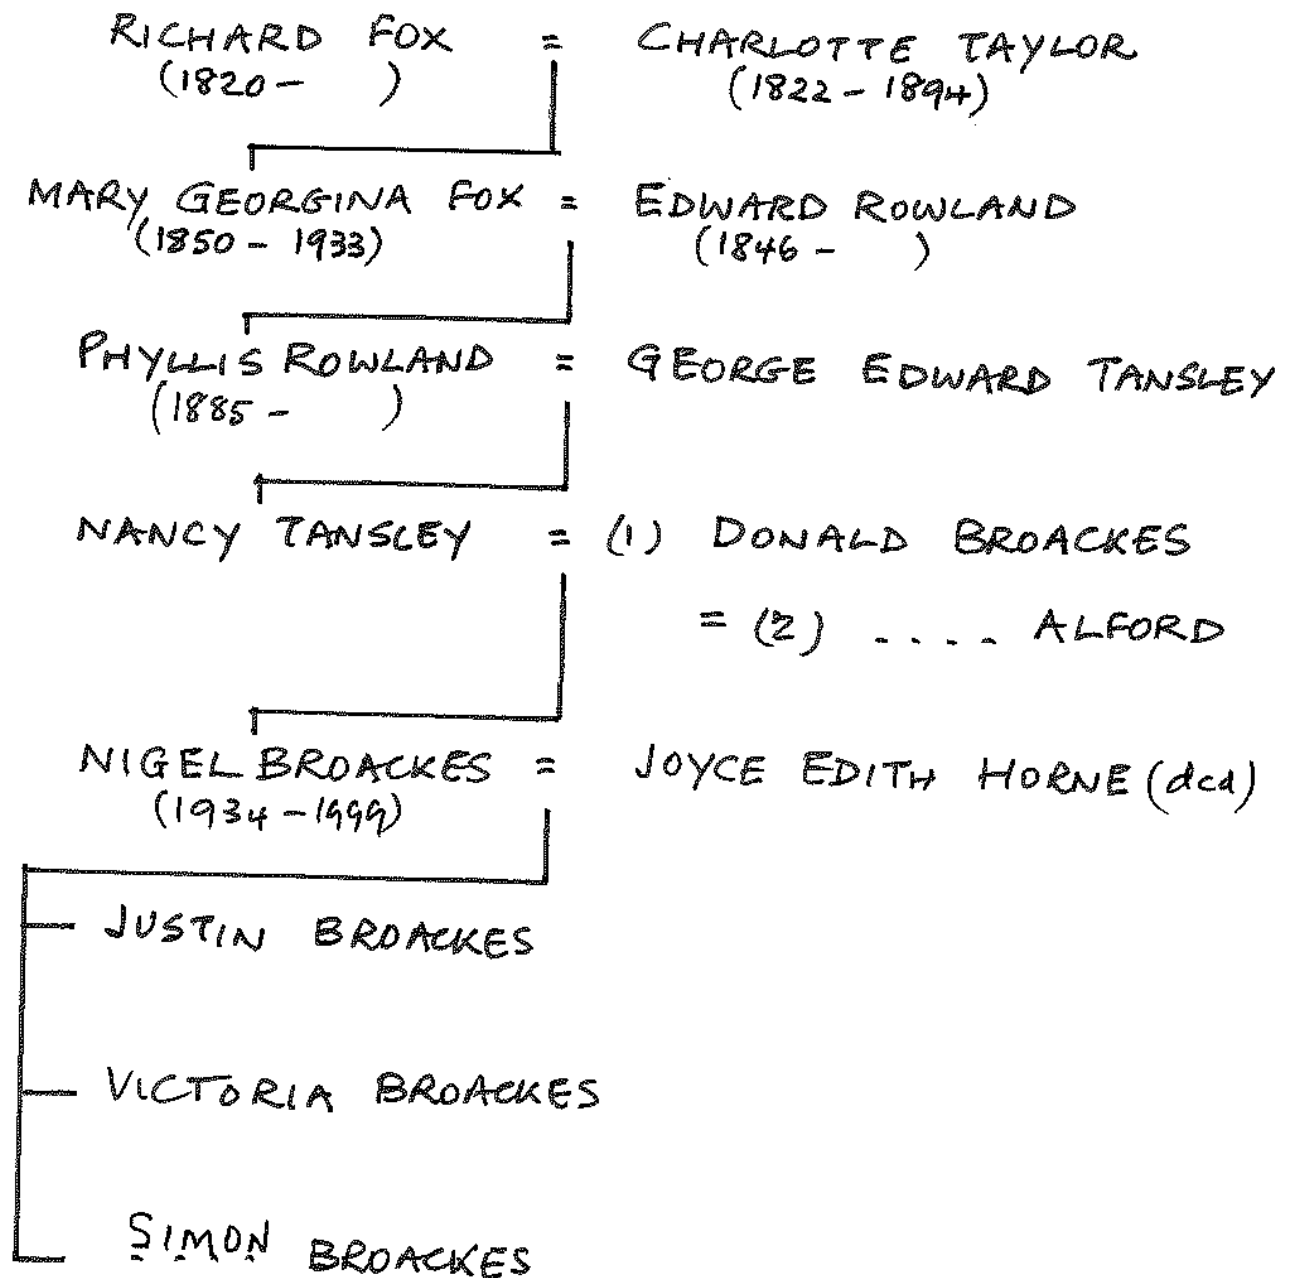 RICHARD FOX = CHARLOTTE TAYLOR
(1820 - ) (1822 - 1894)
MARY GEORGINA FOX = EDWARD ROWLAND
(1850 - 1933) (1846 - )
PHYLLIS ROWLAND = GEORGE EDWARD TANSLEY
(1885 - )
NANCY TANSLEY = (1) DONALD BROACKES
= (2) .... ALFORD
NIGEL BROACKES = JOYCE EDITH HORNE (dcd)
(1934 - 1999)
JUSTIN BROACKES
VICTORIA BROACKES
SIMON BROACKES